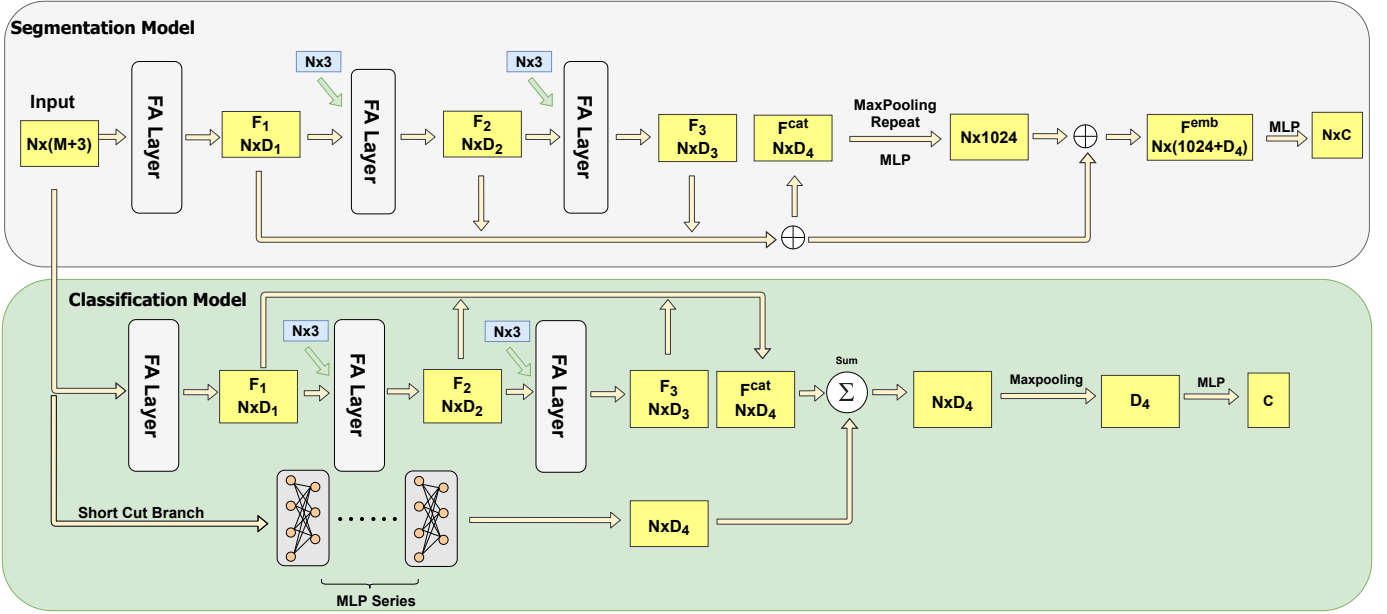 Segmentation Model
Input
Nx(M+3)
FA Layer
F1
NxD1
Nx3
FA Layer
F2
NxD2
Nx3
FA Layer
F3
NxD3
Fcat
NxD4
MaxPooling
Repeat
MLP
Nx1024
Femb
Nx(1024+D4)
MLP
NxC
Classification Model
FA Layer
F1
NxD1
Nx3
FA Layer
F2
NxD2
Nx3
FA Layer
F3
NxD3
Fcat
NxD4
Sum
Σ
NxD4
Maxpooling
D4
MLP
C
Short Cut Branch
......
NxD4
MLP Series